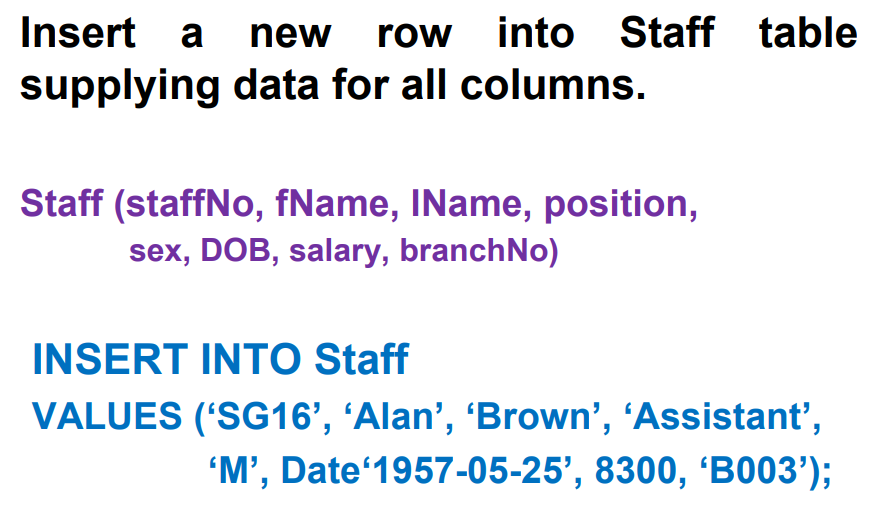 Insert a new row into Staff table
supplying data for all columns.
Staff (staffNo, fName, lName, position,
sex, DOB, salary, branchNo)
INSERT INTO Staff
VALUES (‘SG16’, ‘Alan’, ‘Brown’, ‘Assistant’,
‘M’, Date‘1957-05-25’, 8300, ‘B003’);